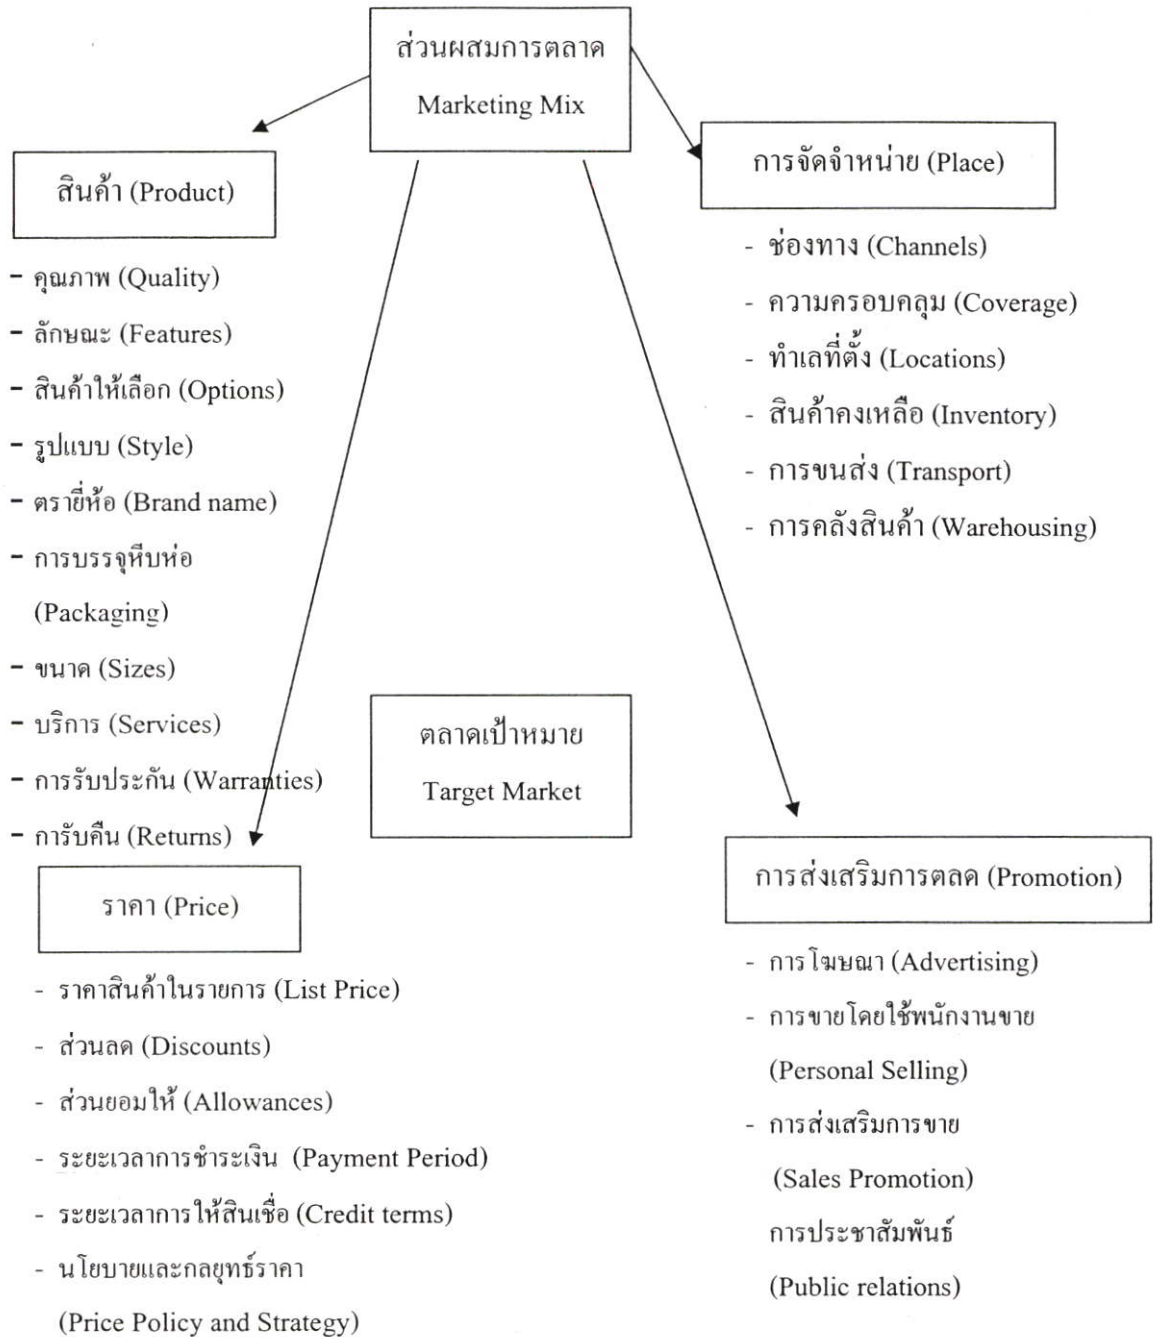 ส่วนผสมการตลาด
Marketing Mix
สินค้า (Product)
- คุณภาพ (Quality)
- ลักษณะ (Features)
- สินค้าให้เลือก (Options)
- รูปแบบ (Style)
- ตรายี่ห้อ (Brand name)
- การบรรจุหีบห่อ
(Packaging)
- ขนาด (Sizes)
- บริการ (Services)
- การรับประกัน (Warranties)
- การับคืน (Returns)
การจัดจำหน่าย (Place)
- ช่องทาง (Channels)
- ความครอบคลุม (Coverage)
- ทำเลที่ตั้ง (Locations)
- สินค้าคงเหลือ (Inventory)
- การขนส่ง (Transport)
- การคลังสินค้า (Warehousing)
ตลาดเป้าหมาย
Target Market
ราคา (Price)
- ราคาสินค้าในรายการ (List Price)
- ส่วนลด (Discounts)
- ส่วนยอมให้ (Allowances)
- ระยะเวลาการชำระเงิน (Payment Period)
- ระยะเวลาการให้สินเชื่อ (Credit terms)
- นโยบายและกลยุทธ์ราคา
(Price Policy and Strategy)
การส่งเสริมการตลด (Promotion)
- การโฆษณา (Advertising)
- การขายโดยใช้พนักงานขาย
(Personal Selling)
- การส่งเสริมการขาย
(Sales Promotion)
การประชาสัมพันธ์
(Public relations)